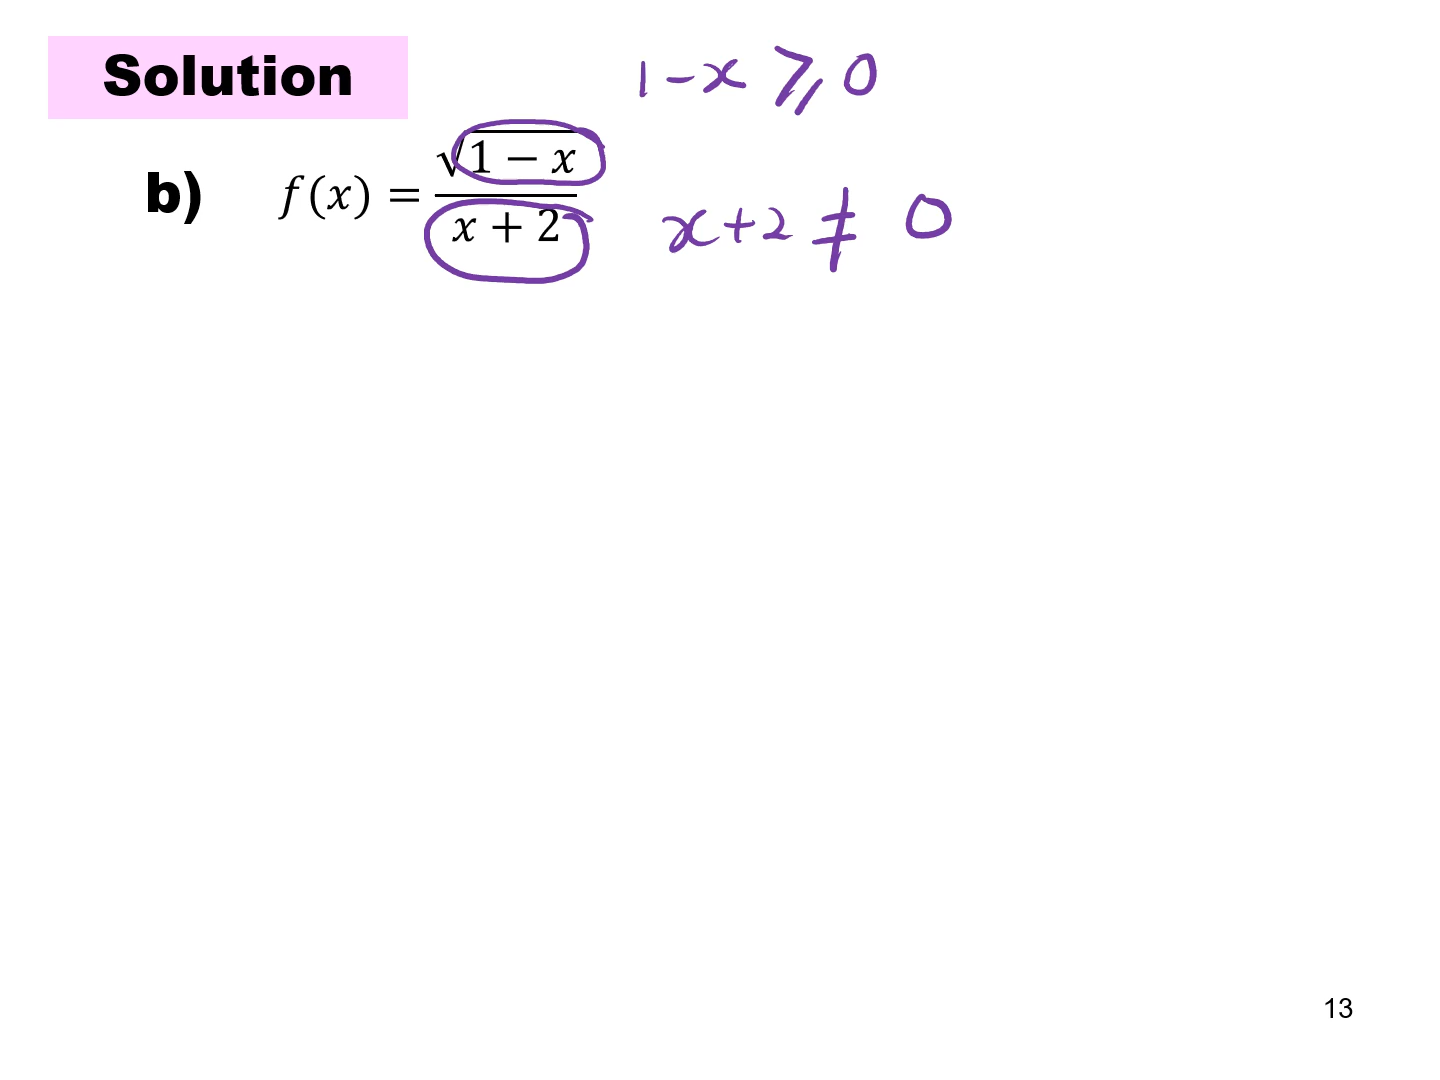 Solution
1 - x ⩾ 0
b) f(x) = √(1 − x) / (x + 2)
x + 2 ≠ 0
13